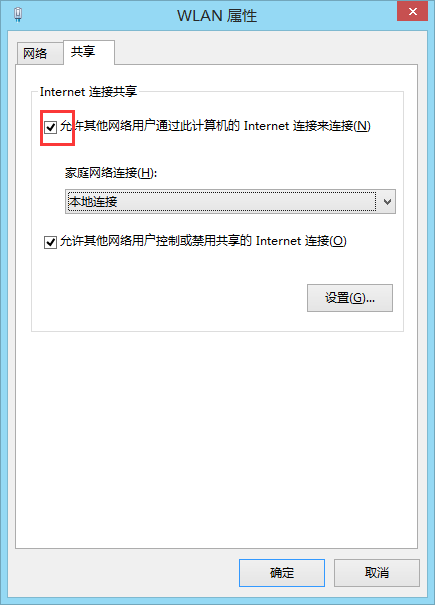 WLAN 属性
网络
共享
Internet 连接共享
允许其他网络用户通过此计算机的 Internet 连接来连接(N)
家庭网络连接(H):
本地连接
允许其他网络用户控制或禁用共享的 Internet 连接(O)
设置(G)...
确定
取消